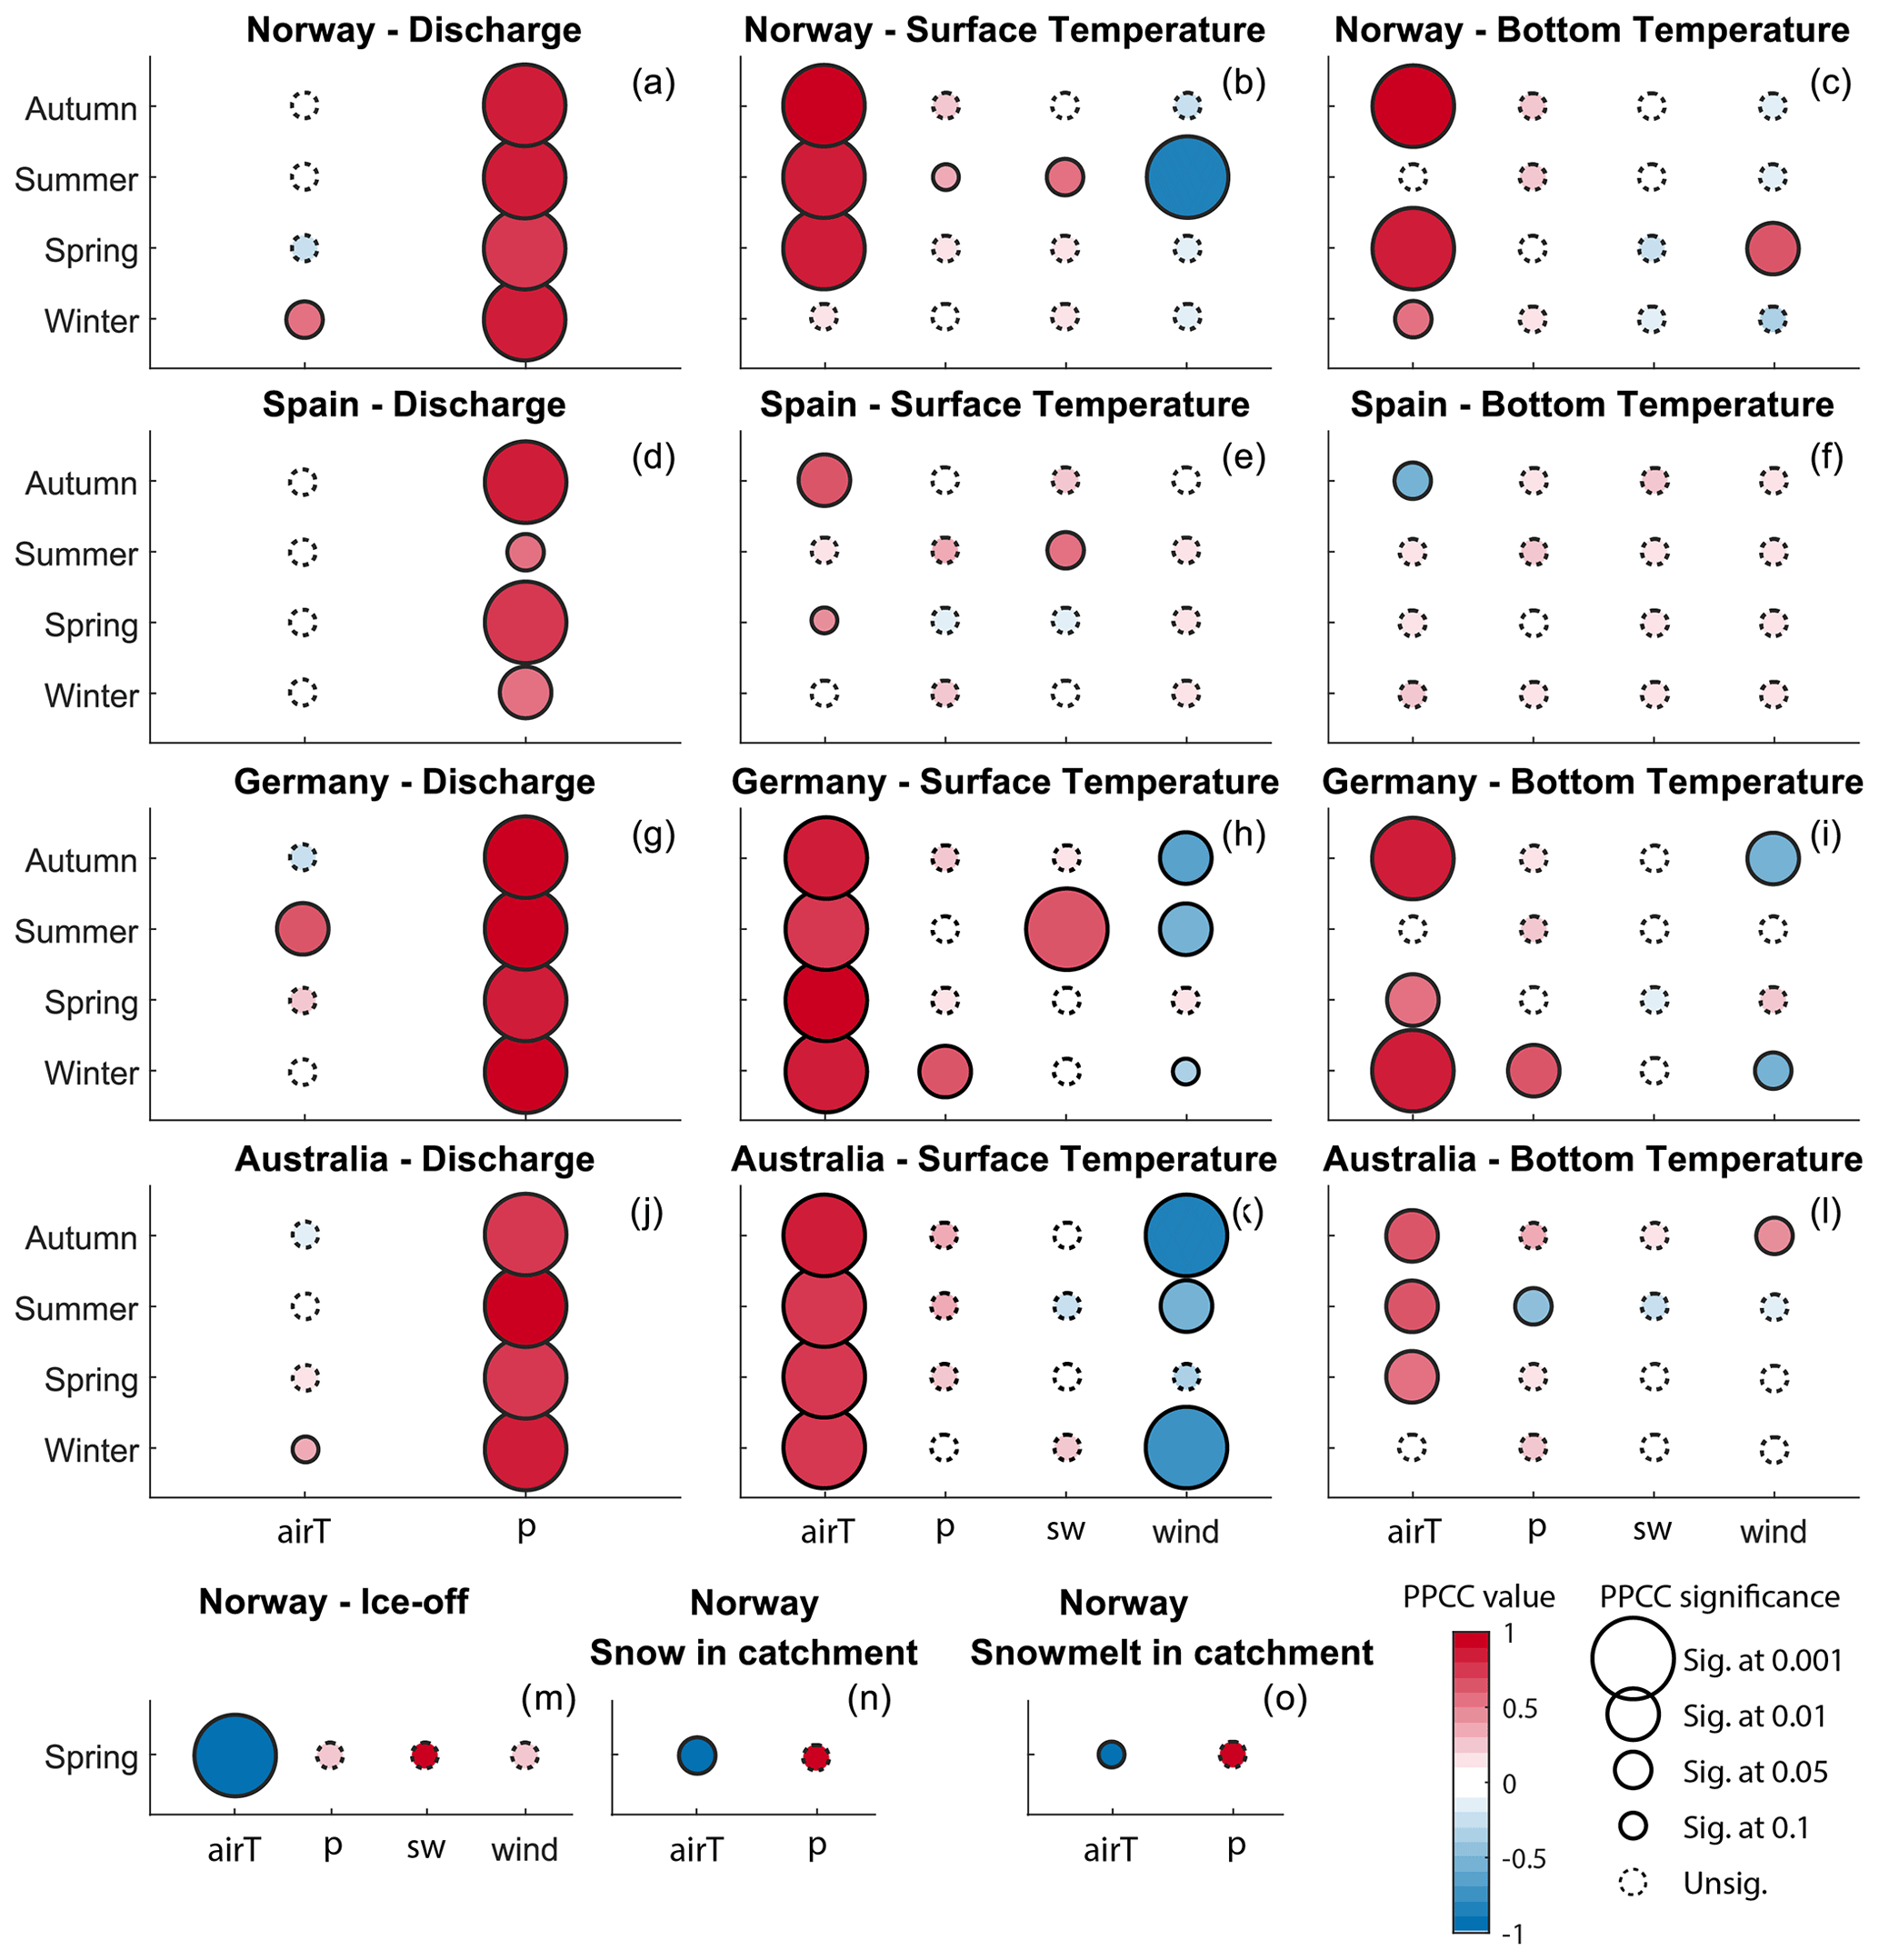 Norway - Discharge
Norway - Surface Temperature
Norway - Bottom Temperature
(a)
(b)
(c)
Autumn
Summer
Spring
Winter
Spain - Discharge
Spain - Surface Temperature
Spain - Bottom Temperature
(d)
(e)
(f)
Autumn
Summer
Spring
Winter
Germany - Discharge
Germany - Surface Temperature
Germany - Bottom Temperature
(g)
(h)
(i)
Autumn
Summer
Spring
Winter
Australia - Discharge
Australia - Surface Temperature
Australia - Bottom Temperature
(j)
(k)
(l)
Autumn
Summer
Spring
Winter
airT p
airT p sw wind
airT p sw wind
Norway - Ice-off
Norway
Snow in catchment
Norway
Snowmelt in catchment
(m)
(n)
(o)
Spring
airT p sw wind
airT p
airT p
PPCC value
1
0.5
0
-0.5
-1
PPCC significance
Sig. at 0.001
Sig. at 0.01
Sig. at 0.05
Sig. at 0.1
Unsig.